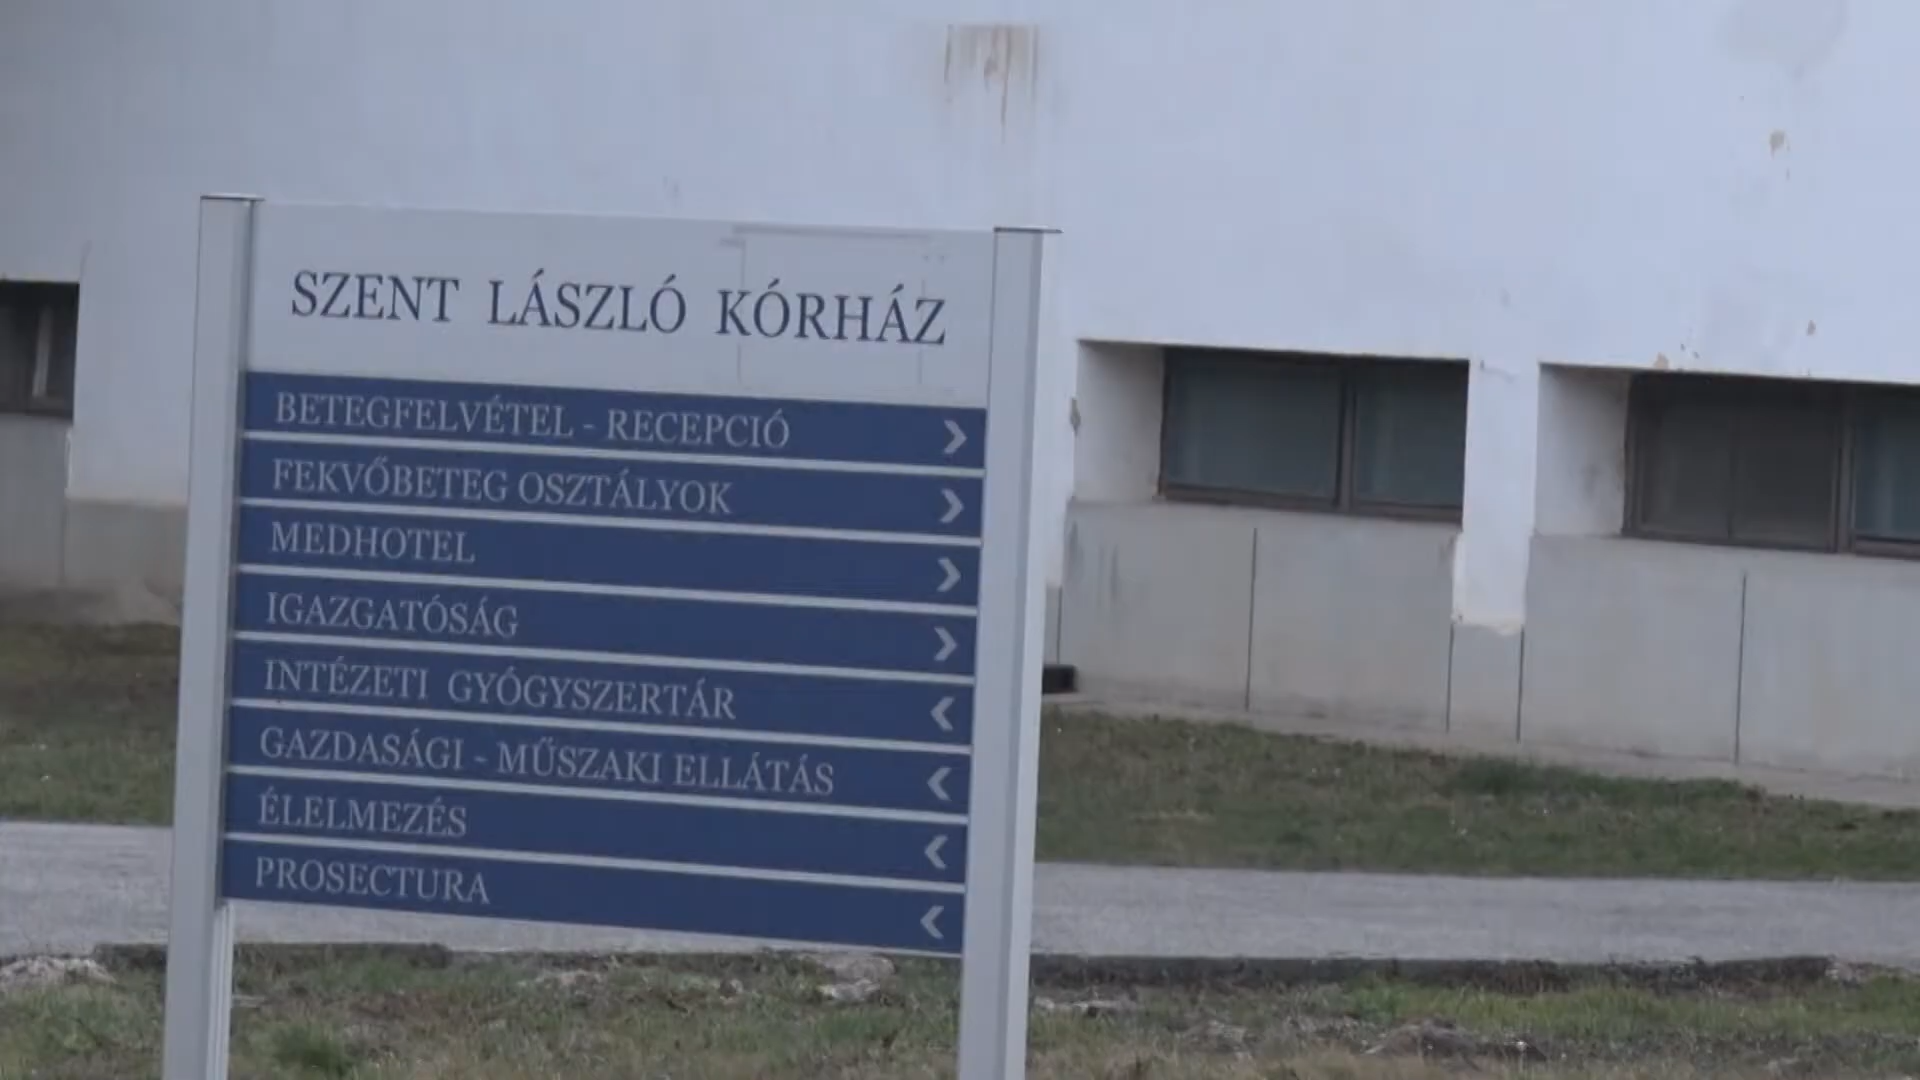 SZENT LÁSZLÓ KÓRHÁZ
BETEGFELVÉTEL - RECEPCIÓ
FEKVŐBETEG OSZTÁLYOK
MEDHOTEL
IGAZGATÓSÁG
INTÉZETI GYÓGYSZERTÁR
GAZDASÁGI - MŰSZAKI ELLÁTÁS
ÉLELMEZÉS
PROSECTURA